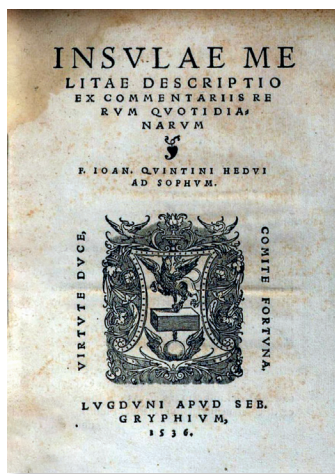 INSVLAE ME
LITAE DESCRIPTIO
EX COMMENTARIIS RE
RVM QVOTIDIA,
NARVM
F. IOAN. QVINTINI HEDVI
AD SOPHVM.
VIRTVTE DVCE,
COMITE FORTVNA.
LVGDVNI APVD SEB.
GRYPHIVM,
1536.